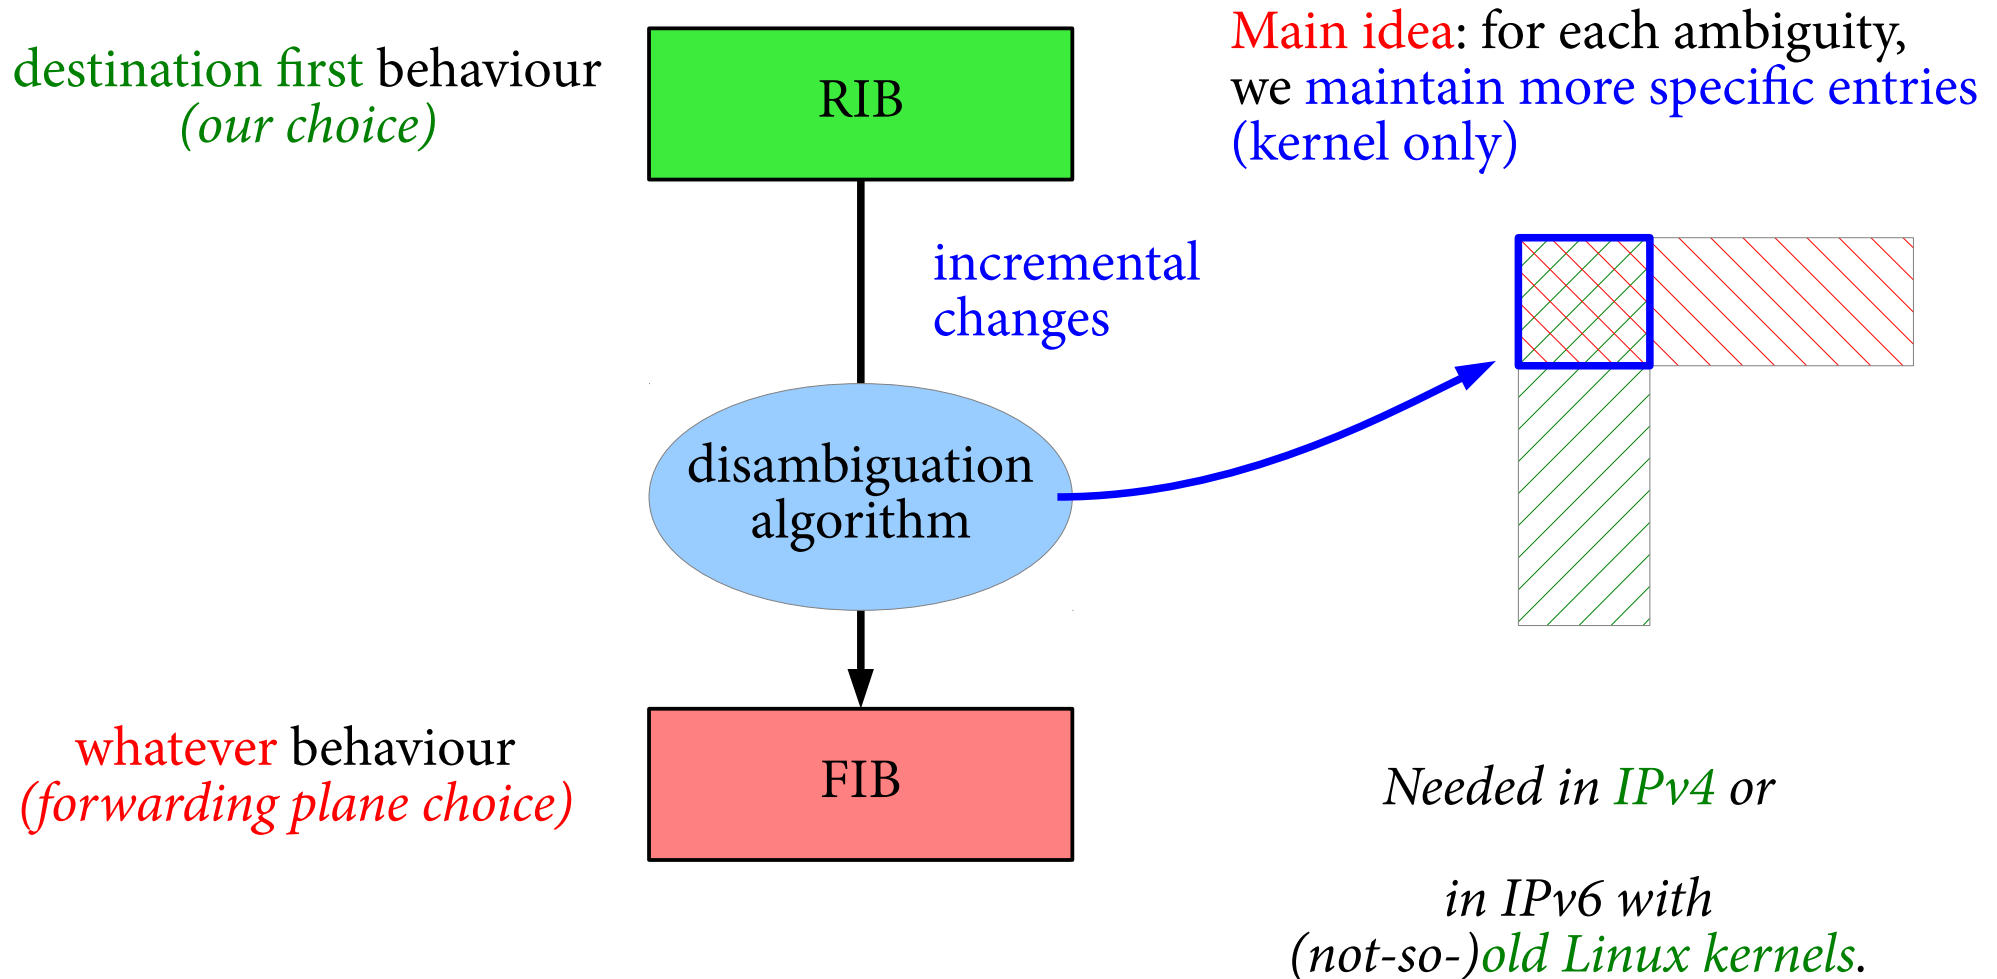 destination first behaviour
(our choice)
RIB
Main idea: for each ambiguity,
we maintain more specific entries
(kernel only)
incremental
changes
disambiguation
algorithm
whatever behaviour
(forwarding plane choice)
FIB
Needed in IPv4 or
in IPv6 with
(not-so-)old Linux kernels.